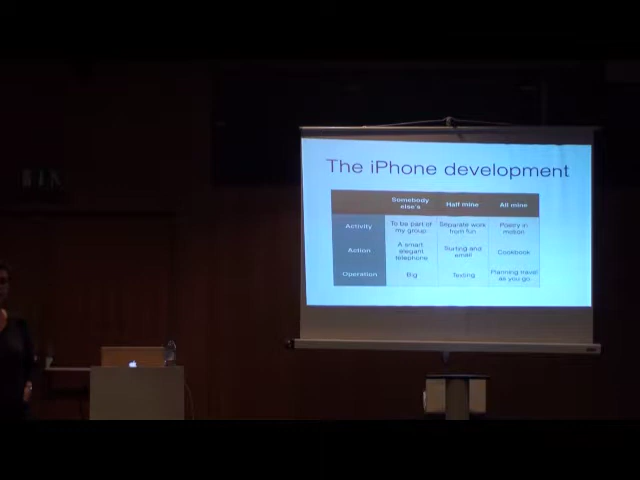 The iPhone development
Somebody else's Half mine All mine
Activity To be part of my group Separate work from fun Poetry in motion
Action A smart elegant telephone Surfing and email Cookbook
Operation Big Texting Planning travel as you go